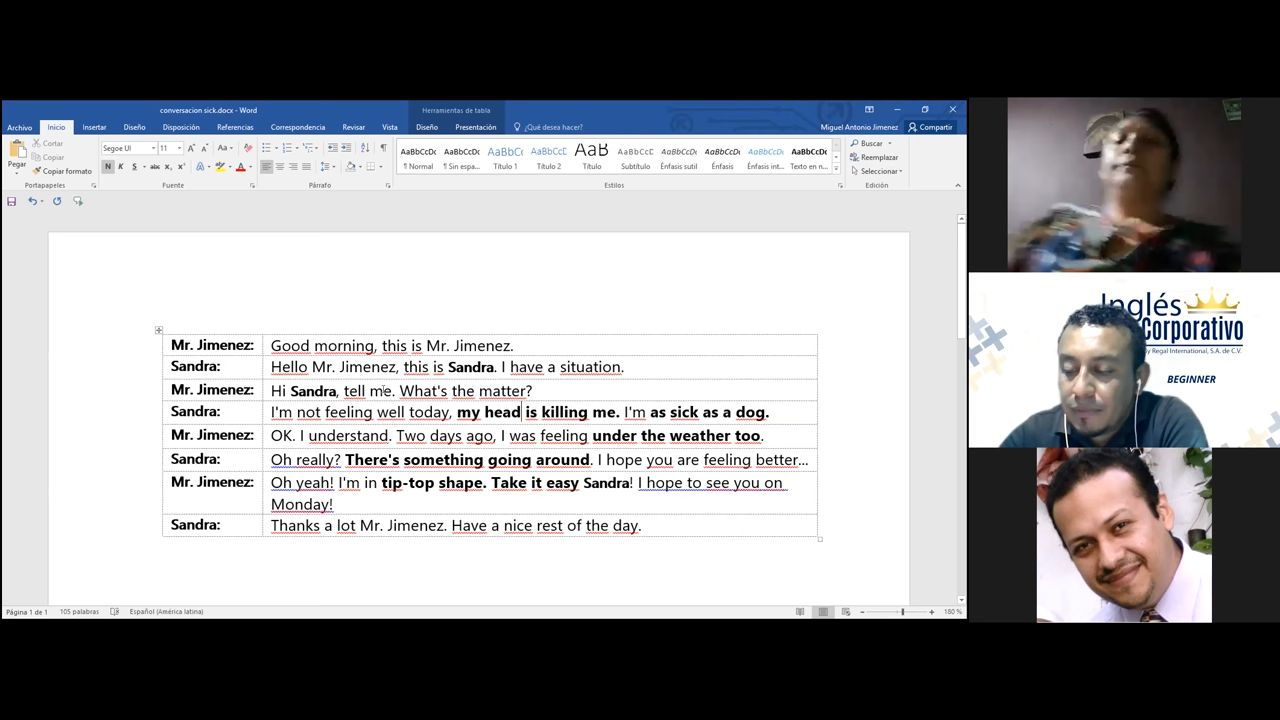 conversacion sick.docx - Word
Herramientas de tabla
Archivo Inicio Insertar Diseño Disposición Referencias Correspondencia Revisar Vista Diseño Presentación ¿Qué desea hacer? Miguel Antonio Jimenez Compartir
Pegar
Cortar
Copiar
Copiar formato
Segoe UI 11
N K S abc x₂ x²
AaBbCcDc AaBbCcDc AaBbCc AaBbCcD AaB AaBbCcD AaBbCcDc AaBbCcDc AaBbCcDc AaBbCcDc
¶ Normal ¶ Sin espa... Título 1 Título 2 Título Subtítulo Énfasis sutil Énfasis Énfasis int... Texto en n...
Buscar
Reemplazar
Seleccionar
Portapapeles Fuente Párrafo Estilos Edición
Mr. Jimenez: Good morning, this is Mr. Jimenez.
Sandra: Hello Mr. Jimenez, this is Sandra. I have a situation.
Mr. Jimenez: Hi Sandra, tell me. What's the matter?
Sandra: I'm not feeling well today, my head is killing me. I'm as sick as a dog.
Mr. Jimenez: OK. I understand. Two days ago, I was feeling under the weather too.
Sandra: Oh really? There's something going around. I hope you are feeling better...
Mr. Jimenez: Oh yeah! I'm in tip-top shape. Take it easy Sandra! I hope to see you on
Monday!
Sandra: Thanks a lot Mr. Jimenez. Have a nice rest of the day.
Página 1 de 1 105 palabras Español (América latina) 180 %
Inglés
Corporativo
by Regal International, S.A. de C.V.
BEGINNER